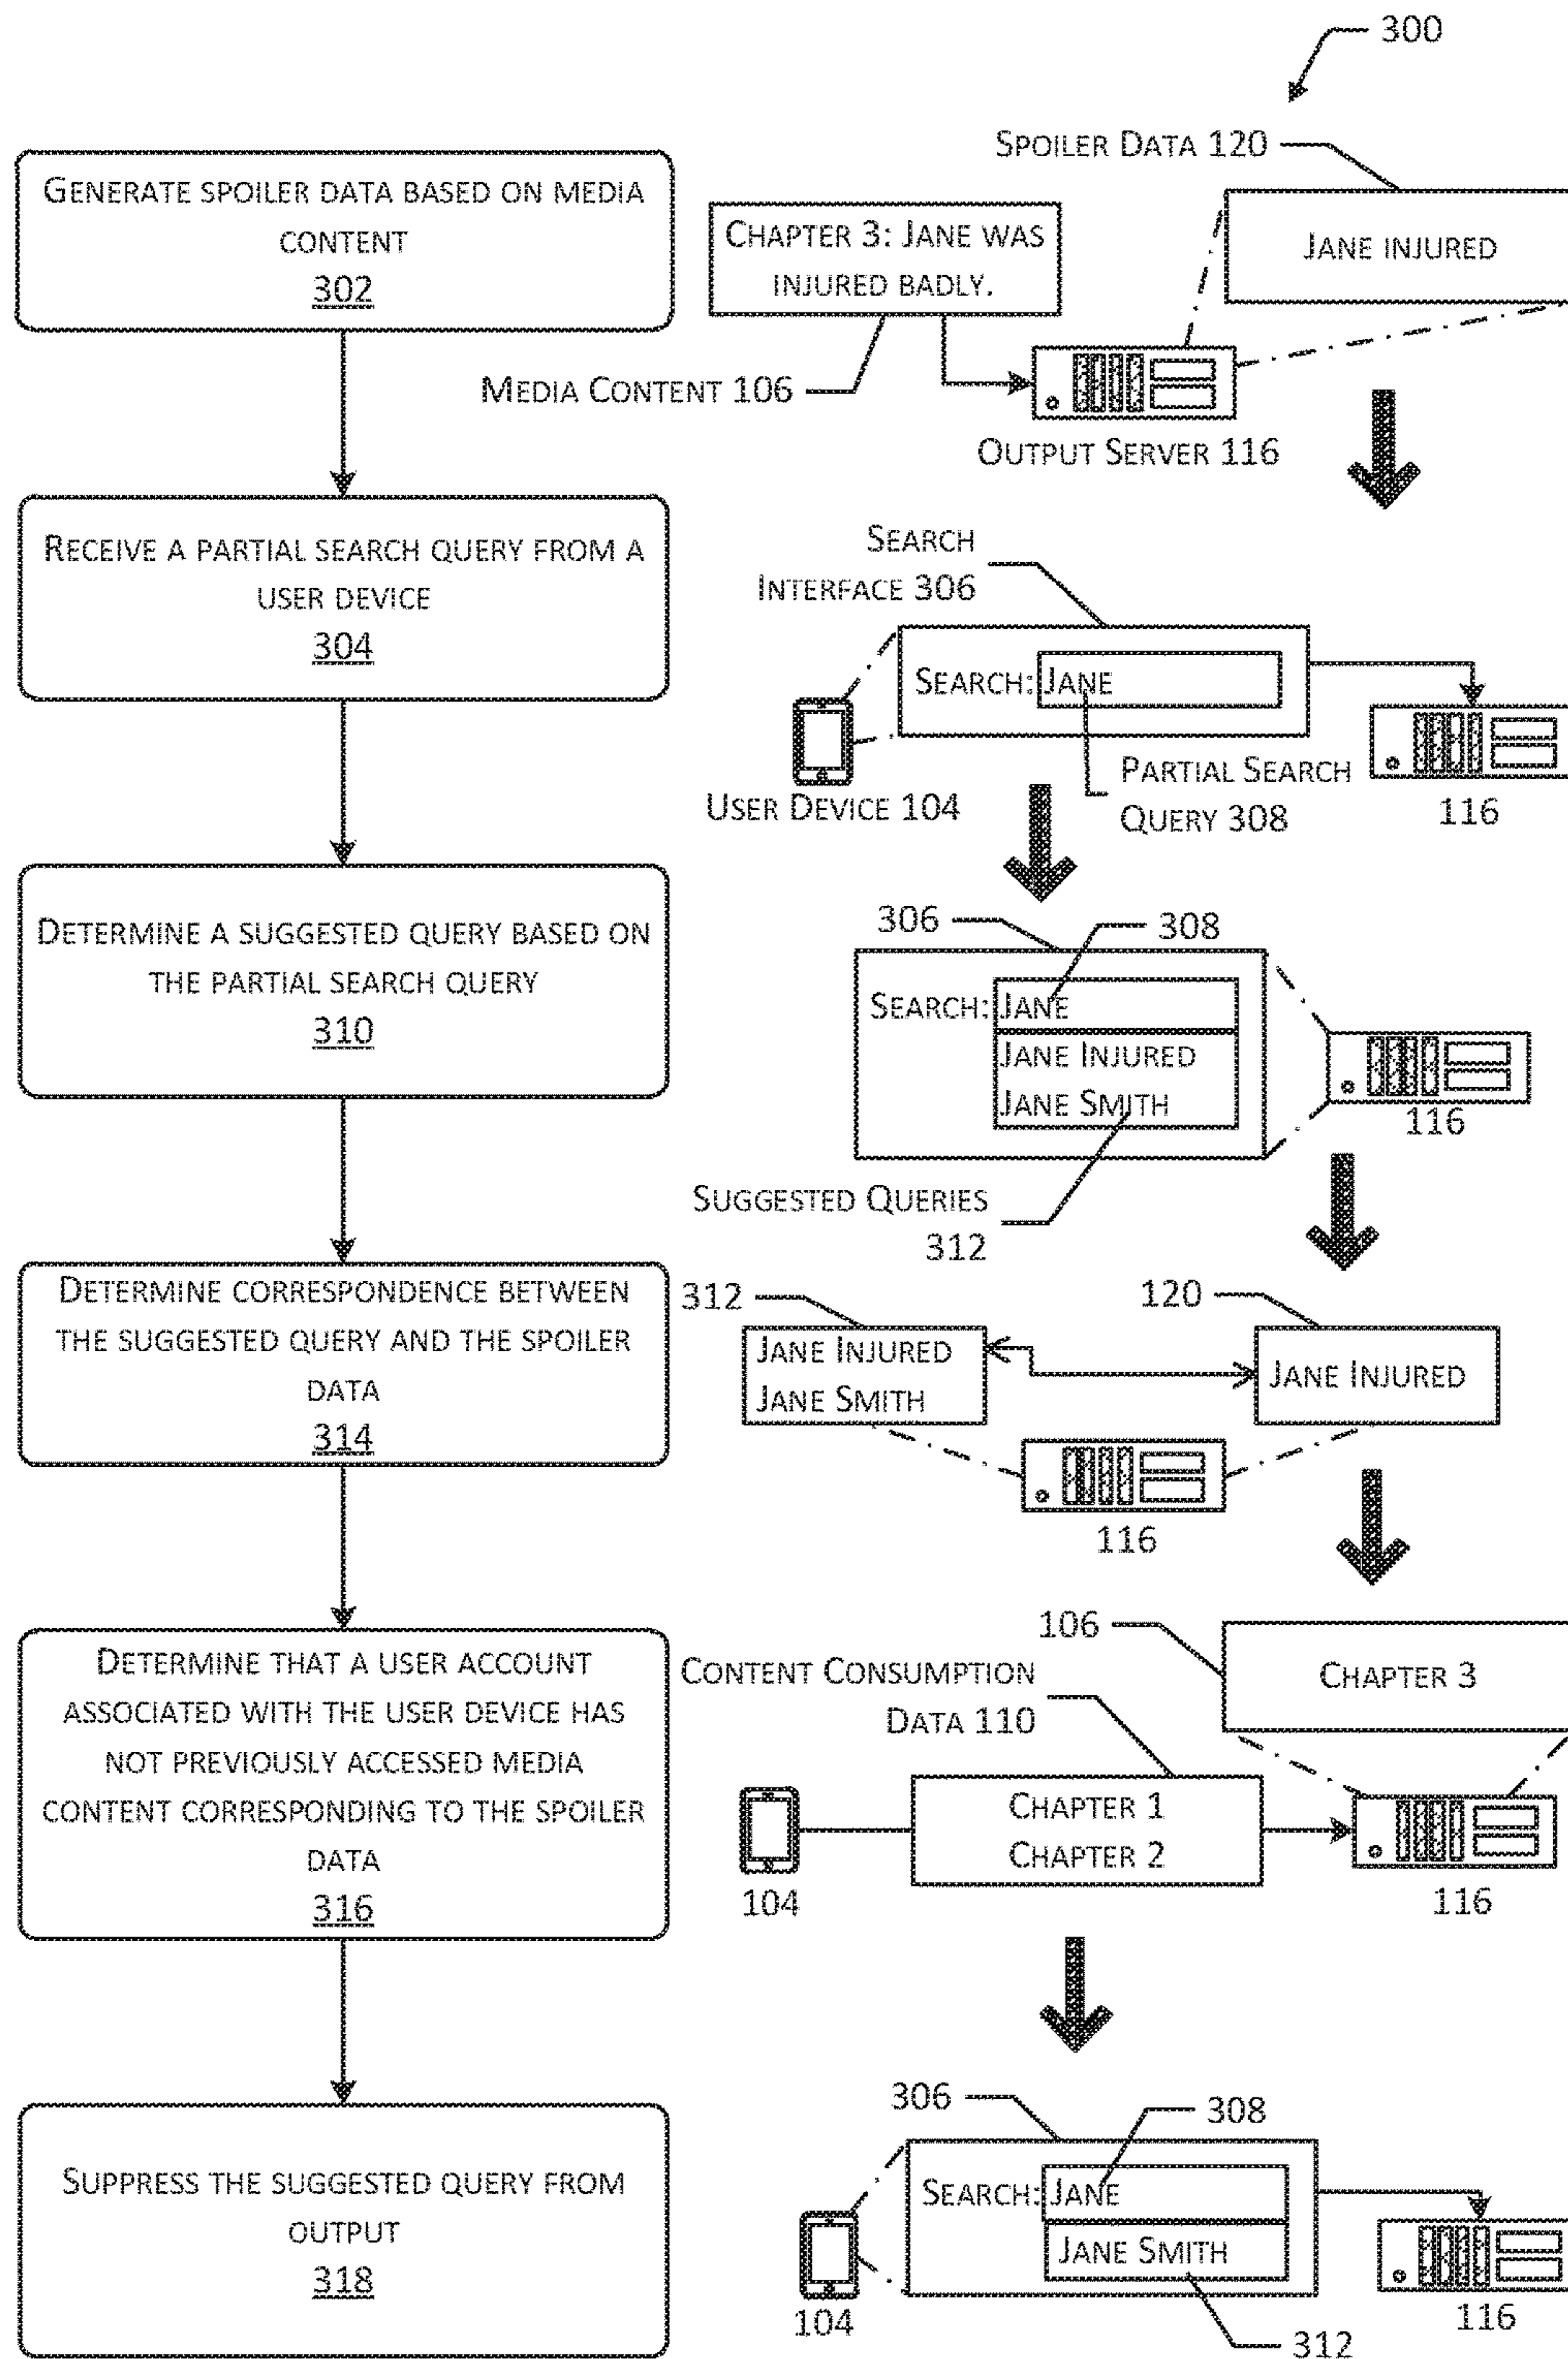 300
SPOILER DATA 120
GENERATE SPOILER DATA BASED ON MEDIA
CONTENT
302
CHAPTER 3: JANE WAS
INJURED BADLY.
JANE INJURED
MEDIA CONTENT 106
OUTPUT SERVER 116
RECEIVE A PARTIAL SEARCH QUERY FROM A
USER DEVICE
304
SEARCH
INTERFACE 306
SEARCH: JANE
USER DEVICE 104
PARTIAL SEARCH
QUERY 308
116
DETERMINE A SUGGESTED QUERY BASED ON
THE PARTIAL SEARCH QUERY
310
306
308
SEARCH: JANE
JANE INJURED
JANE SMITH
116
SUGGESTED QUERIES
312
DETERMINE CORRESPONDENCE BETWEEN
THE SUGGESTED QUERY AND THE SPOILER
DATA
314
312
120
JANE INJURED
JANE SMITH
JANE INJURED
116
DETERMINE THAT A USER ACCOUNT
ASSOCIATED WITH THE USER DEVICE HAS
NOT PREVIOUSLY ACCESSED MEDIA
CONTENT CORRESPONDING TO THE SPOILER
DATA
316
106
CHAPTER 3
CONTENT CONSUMPTION
DATA 110
CHAPTER 1
CHAPTER 2
104
116
SUPPRESS THE SUGGESTED QUERY FROM
OUTPUT
318
306
308
SEARCH: JANE
JANE SMITH
104
116
312